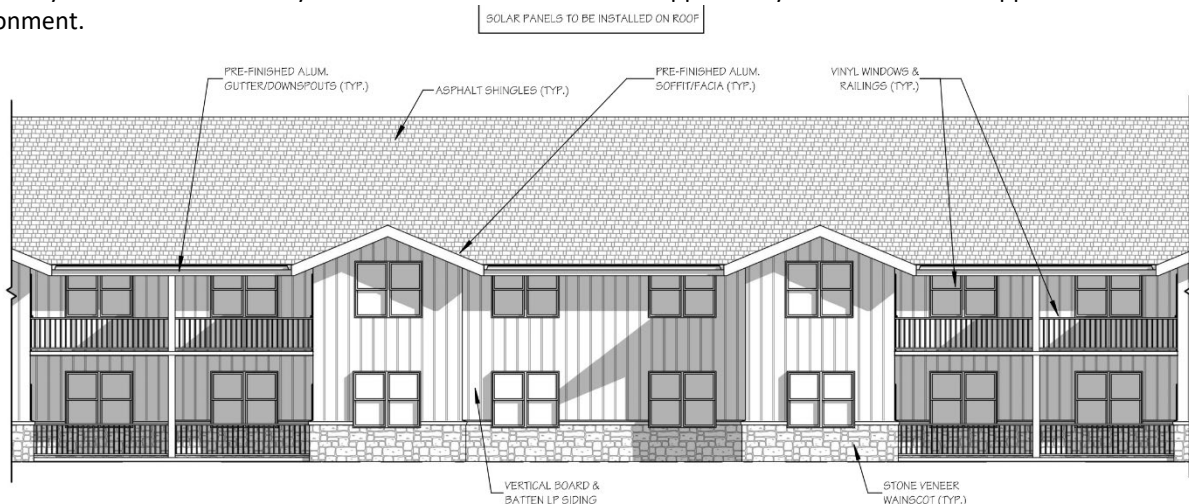 onment.
SOLAR PANELS TO BE INSTALLED ON ROOF
PRE-FINISHED ALUM.
GUTTER/DOWNSPOUTS (TYP.)
ASPHALT SHINGLES (TYP.)
PRE-FINISHED ALUM.
SOFFIT/FACIA (TYP.)
VINYL WINDOWS &
RAILINGS (TYP.)
VERTICAL BOARD &
BATTEN LP SIDING
STONE VENEER
WAINSCOT (TYP.)